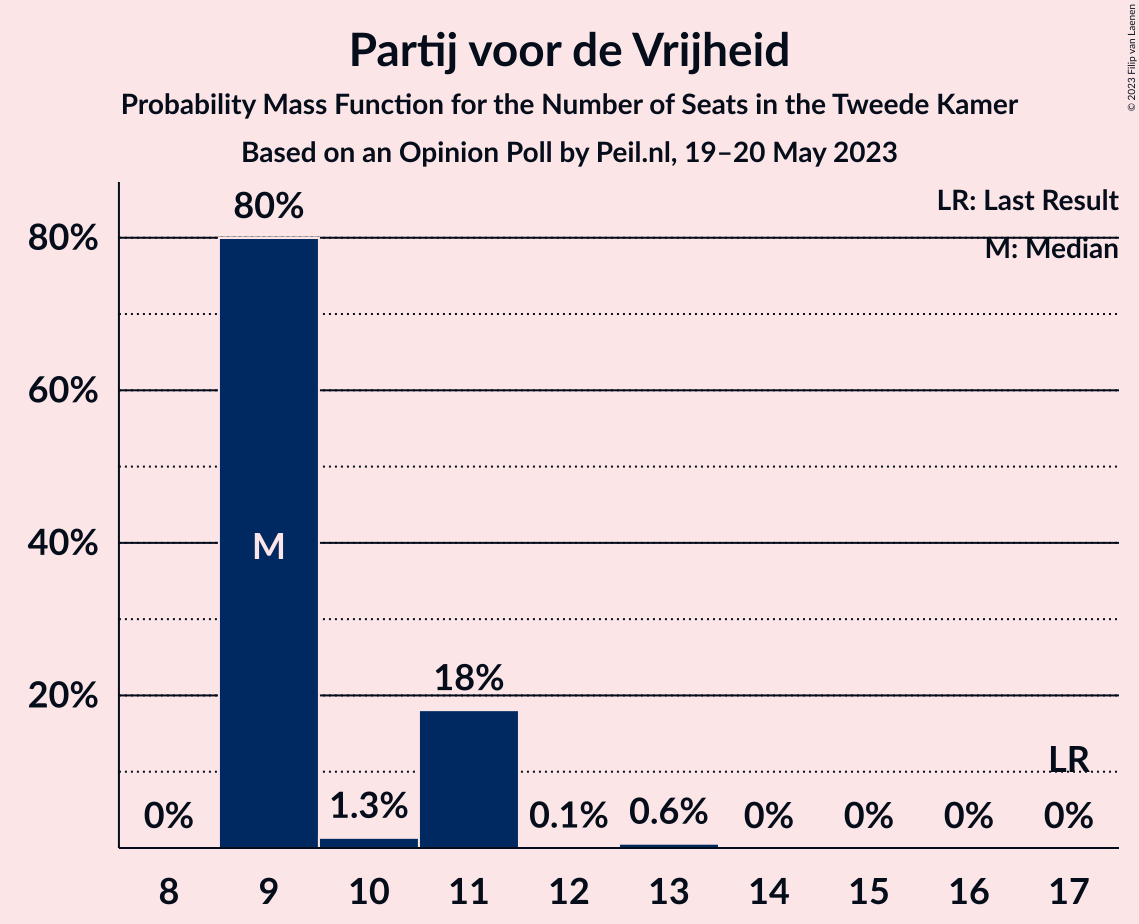 Partij voor de Vrijheid
Probability Mass Function for the Number of Seats in the Tweede Kamer
Based on an Opinion Poll by Peil.nl, 19–20 May 2023
© 2023 Filip van Laenen
LR: Last Result
M: Median
80%
60%
40%
20%
0%
80%
M
1.3%
18%
0.1%
0.6%
0%
0%
0%
LR
0%
8 9 10 11 12 13 14 15 16 17